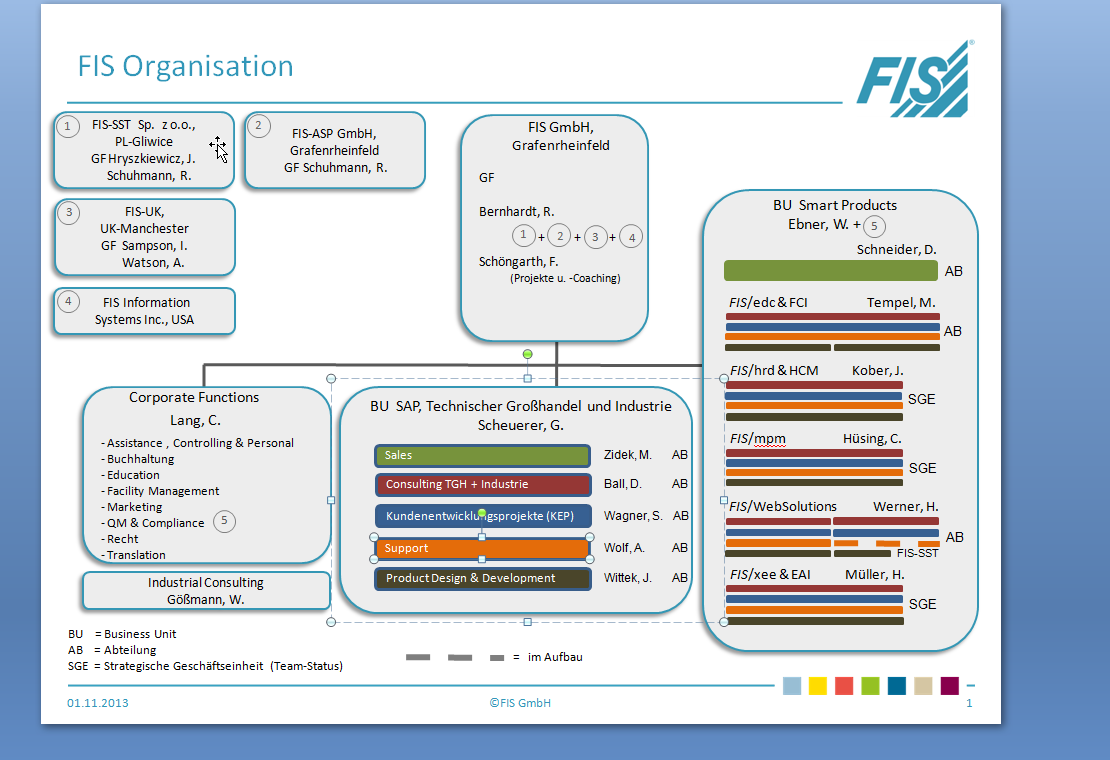 FIS Organisation
FIS®
1
FIS-SST Sp. z o.o.,
PL-Gliwice
GF Hryszkiewicz, J.
Schuhmann, R.
2
FIS-ASP GmbH,
Grafenrheinfeld
GF Schuhmann, R.
3
FIS-UK,
UK-Manchester
GF Sampson, I.
Watson, A.
4
FIS Information
Systems Inc., USA
FIS GmbH,
Grafenrheinfeld
GF
Bernhardt, R.
1 + 2 + 3 + 4
Schöngarth, F.
(Projekte u. -Coaching)
BU Smart Products
Ebner, W. + 5
Schneider, D.
AB
FIS/edc & FCI Tempel, M.
AB
FIS/hrd & HCM Kober, J.
SGE
FIS/mpm Hüsing, C.
SGE
FIS/WebSolutions Werner, H.
AB
FIS-SST
FIS/xee & EAI Müller, H.
SGE
Corporate Functions
Lang, C.
- Assistance , Controlling & Personal
- Buchhaltung
- Education
- Facility Management
- Marketing
- QM & Compliance 5
- Recht
- Translation
Industrial Consulting
Gößmann, W.
BU SAP, Technischer Großhandel und Industrie
Scheuerer, G.
Sales Zidek, M. AB
Consulting TGH + Industrie Ball, D. AB
Kundenentwicklungsprojekte (KEP) Wagner, S. AB
Support Wolf, A. AB
Product Design & Development Wittek, J. AB
BU = Business Unit
AB = Abteilung
SGE = Strategische Geschäftseinheit (Team-Status)
= im Aufbau
01.11.2013
©FIS GmbH
1